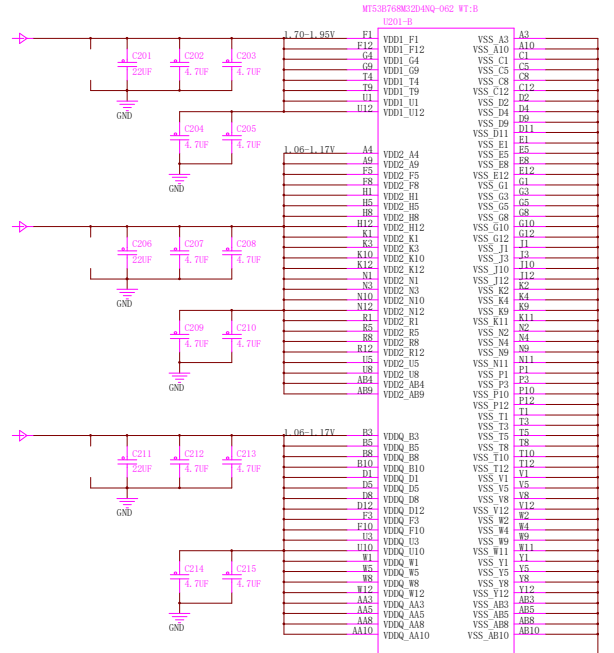 MT53B768M32D4NQ-062 WT:B
U201-B
1.70-1.95V
F1 VDD1_F1
F12 VDD1_F12
G4 VDD1_G4
G9 VDD1_G9
T4 VDD1_T4
T9 VDD1_T9
U1 VDD1_U1
U12 VDD1_U12
C201 22UF
C202 4.7UF
C203 4.7UF
GND
C204 4.7UF
C205 4.7UF
GND
1.06-1.17V
A4 VDD2_A4
A9 VDD2_A9
F5 VDD2_F5
F8 VDD2_F8
H1 VDD2_H1
H5 VDD2_H5
H8 VDD2_H8
H12 VDD2_H12
K1 VDD2_K1
K3 VDD2_K3
K10 VDD2_K10
K12 VDD2_K12
N1 VDD2_N1
N3 VDD2_N3
N10 VDD2_N10
N12 VDD2_N12
R1 VDD2_R1
R5 VDD2_R5
R8 VDD2_R8
R12 VDD2_R12
U5 VDD2_U5
U8 VDD2_U8
AB4 VDD2_AB4
AB9 VDD2_AB9
C206 22UF
C207 4.7UF
C208 4.7UF
GND
C209 4.7UF
C210 4.7UF
GND
1.06-1.17V
B3 VDDQ_B3
B5 VDDQ_B5
B8 VDDQ_B8
B10 VDDQ_B10
D1 VDDQ_D1
D5 VDDQ_D5
D8 VDDQ_D8
D12 VDDQ_D12
F3 VDDQ_F3
F10 VDDQ_F10
U3 VDDQ_U3
U10 VDDQ_U10
W1 VDDQ_W1
W5 VDDQ_W5
W8 VDDQ_W8
W12 VDDQ_W12
AA3 VDDQ_AA3
AA5 VDDQ_AA5
AA8 VDDQ_AA8
AA10 VDDQ_AA10
C211 22UF
C212 4.7UF
C213 4.7UF
GND
C214 4.7UF
C215 4.7UF
GND
VSS_A3 A3
VSS_A10 A10
VSS_C1 C1
VSS_C5 C5
VSS_C8 C8
VSS_C12 C12
VSS_D2 D2
VSS_D4 D4
VSS_D9 D9
VSS_D11 D11
VSS_E1 E1
VSS_E5 E5
VSS_E8 E8
VSS_E12 E12
VSS_G1 G1
VSS_G3 G3
VSS_G5 G5
VSS_G8 G8
VSS_G10 G10
VSS_G12 G12
VSS_J1 J1
VSS_J3 J3
VSS_J10 J10
VSS_J12 J12
VSS_K2 K2
VSS_K4 K4
VSS_K9 K9
VSS_K11 K11
VSS_N2 N2
VSS_N4 N4
VSS_N9 N9
VSS_N11 N11
VSS_P1 P1
VSS_P3 P3
VSS_P10 P10
VSS_P12 P12
VSS_T1 T1
VSS_T3 T3
VSS_T5 T5
VSS_T8 T8
VSS_T10 T10
VSS_T12 T12
VSS_V1 V1
VSS_V5 V5
VSS_V8 V8
VSS_V12 V12
VSS_W2 W2
VSS_W4 W4
VSS_W9 W9
VSS_W11 W11
VSS_Y1 Y1
VSS_Y5 Y5
VSS_Y8 Y8
VSS_Y12 Y12
VSS_AB3 AB3
VSS_AB5 AB5
VSS_AB8 AB8
VSS_AB10 AB10